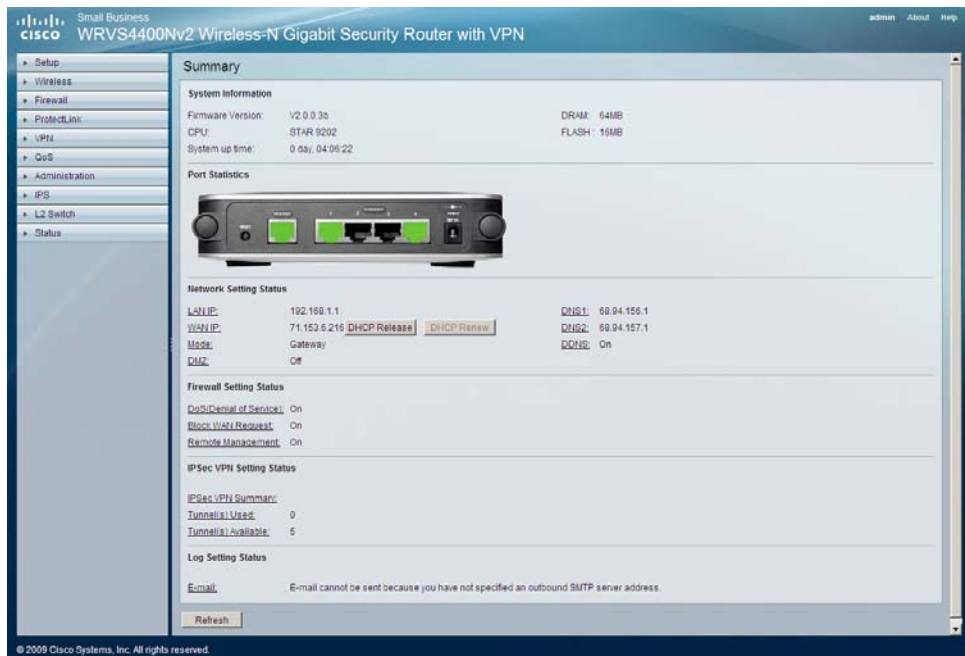 Small Business
CISCO WRVS4400Nv2 Wireless-N Gigabit Security Router with VPN
admin About Help
Setup
Wireless
Firewall
ProtectLink
VPN
QoS
Administration
IPS
L2 Switch
Status
Summary
System Information
Firmware Version: V2.0.0.3b DRAM: 64MB
CPU: STAR 9202 FLASH : 16MB
System up time: 0 day, 04:06:22
Port Statistics
1
4
Network Setting Status
LAN IP: 192.168.1.1 DNS1: 68.94.156.1
WAN IP: 71.153.6.216 DHCP Release DHCP Renew DNS2: 68.94.157.1
Mode: Gateway DDNS: On
DMZ: Off
Firewall Setting Status
DoS(Denial of Service): On
Block WAN Request: On
Remote Management: On
IPSec VPN Setting Status
IPSec VPN Summary:
Tunnel(s) Used: 0
Tunnel(s) Available: 5
Log Setting Status
E-mail: E-mail cannot be sent because you have not specified an outbound SMTP server address.
Refresh
© 2009 Cisco Systems, Inc. All rights reserved.